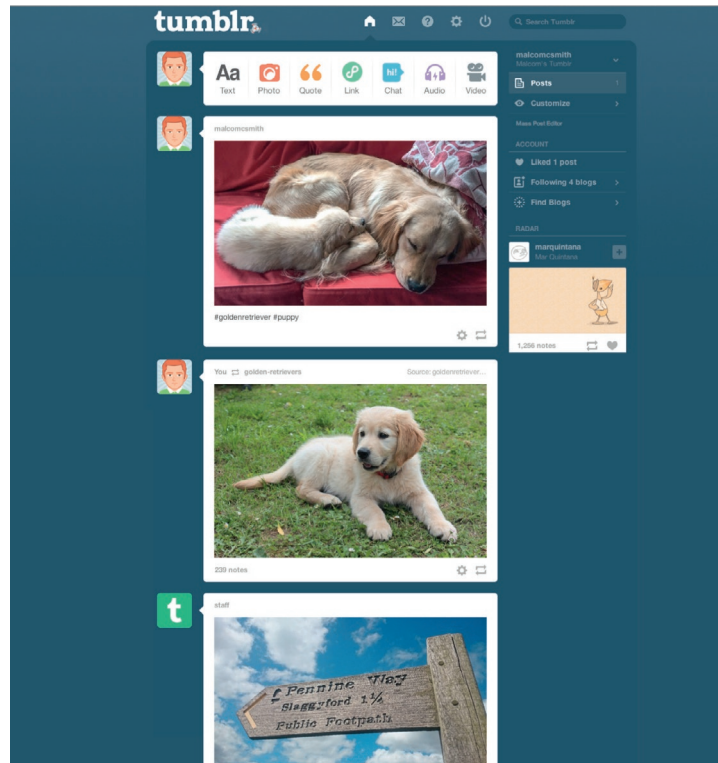 tumblr.
Search Tumblr
Aa
hi!
Text Photo Quote Link Chat Audio Video
malcomcsmith
Malcom's Tumblr
Posts 1
Customize
Mass Post Editor
ACCOUNT
Liked 1 post
Following 4 blogs
Find Blogs
RADAR
marquintana
Mar Quintana
1,256 notes
malcomcsmith
#goldenretriever #puppy
You golden-retrievers Source: goldenretriever...
239 notes
t
staff
Pennine Way
Slaggyford 1¼
Public Footpath